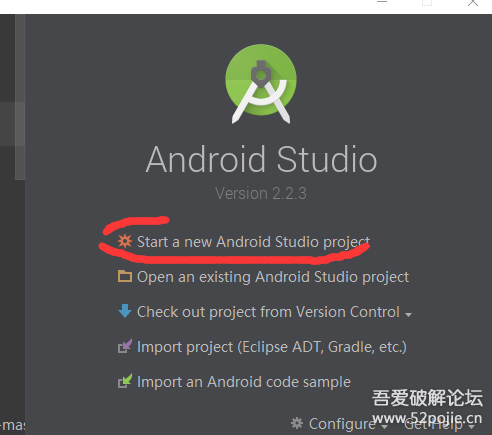 Android Studio
Version 2.2.3
Start a new Android Studio project
Open an existing Android Studio project
Check out project from Version Control
Import project (Eclipse ADT, Gradle, etc.)
Import an Android code sample
吾爱破解论坛
-mas
Configure
Get Help
www.52pojie.cn